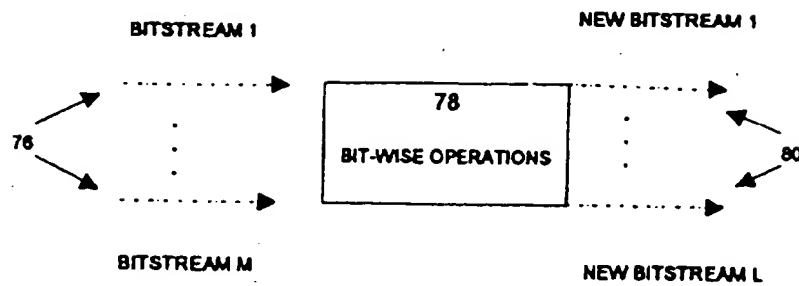 BITSTREAM 1
NEW BITSTREAM 1
78
76
BIT-WISE OPERATIONS
80
BITSTREAM M
NEW BITSTREAM L